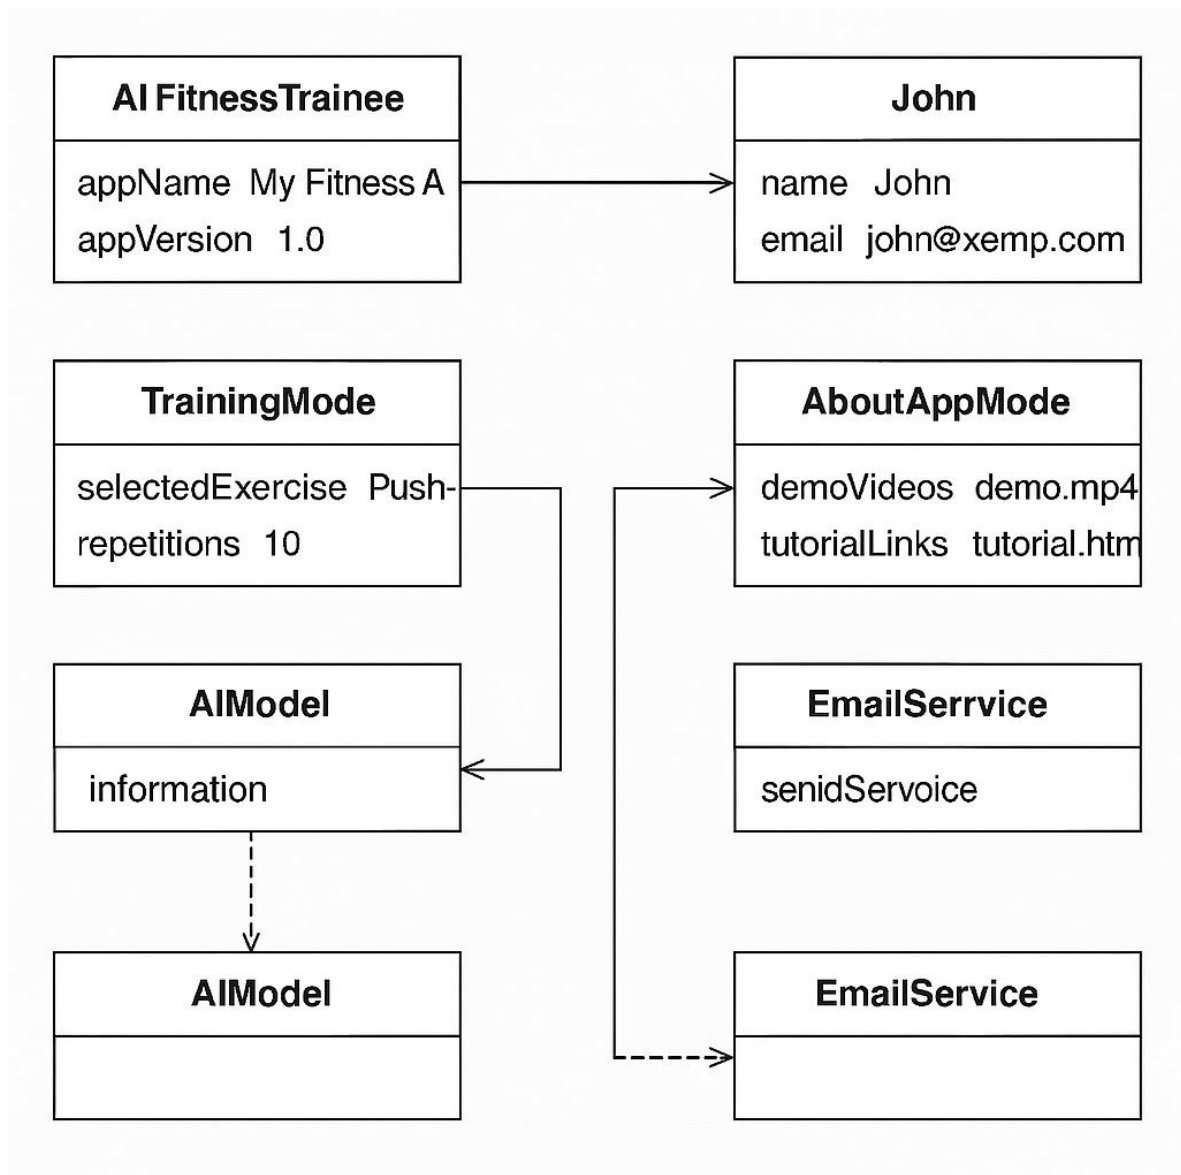 AI FitnessTrainee
appName My Fitness A
appVersion 1.0
John
name John
email john@xemp.com
TrainingMode
selectedExercise Push-
repetitions 10
AboutAppMode
demoVideos demo.mp4
tutorialLinks tutorial.htm
AIModel
information
EmailSerrvice
senidServoice
AIModel
EmailService